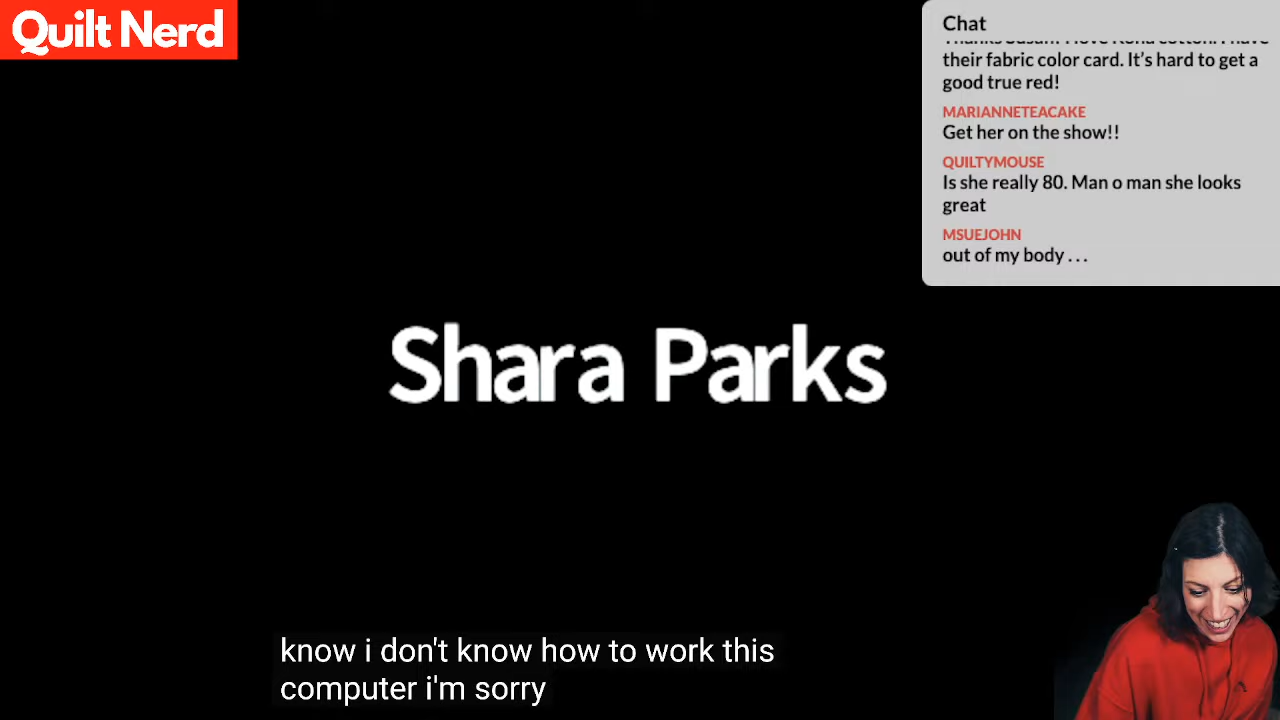 Quilt Nerd
Chat
their fabric color card. It's hard to get a
good true red!
MARIANNETEACAKE
Get her on the show!!
QUILTYMOUSE
Is she really 80. Man o man she looks
great
MSUEJOHN
out of my body . . .
Shara Parks
know i don't know how to work this
computer i'm sorry